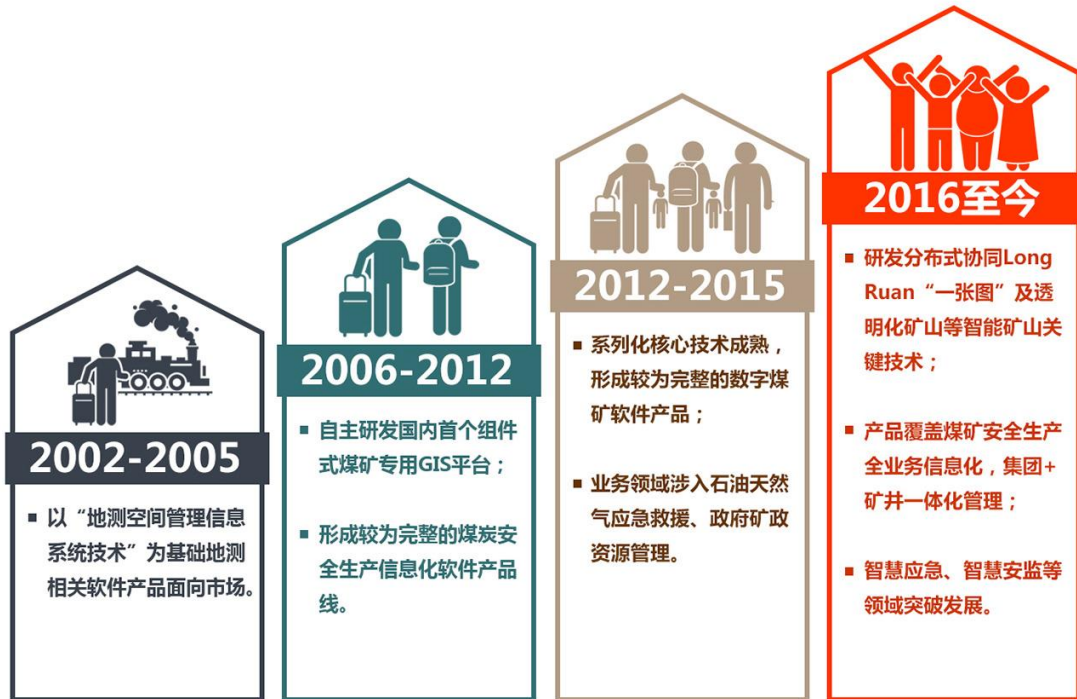 2002-2005
▪ 以“地测空间管理信息
系统技术”为基础地测
相关软件产品面向市场。
2006-2012
▪ 自主研发国内首个组件
式煤矿专用GIS平台；
▪ 形成较为完整的煤炭安
全生产信息化软件产品
线。
2012-2015
▪ 系列化核心技术成熟，
形成较为完整的数字煤
矿软件产品；
▪ 业务领域涉入石油天然
气应急救援、政府矿政
资源管理。
2016至今
▪ 研发分布式协同Long
Ruan“一张图”及透
明化矿山等智能矿山关
键技术；
▪ 产品覆盖煤矿安全生产
全业务信息化，集团+
矿井一体化管理；
▪ 智慧应急、智慧安监等
领域突破发展。